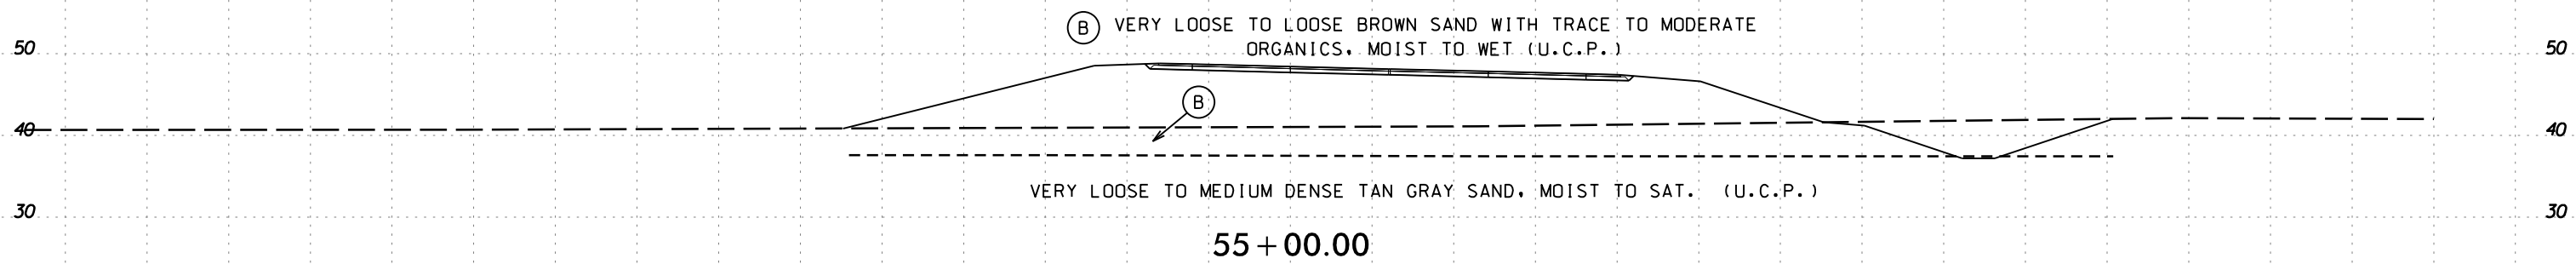 B VERY LOOSE TO LOOSE BROWN SAND WITH TRACE TO MODERATE
ORGANICS, MOIST TO WET (U.C.P.)
50 50
B
40 40
VERY LOOSE TO MEDIUM DENSE TAN GRAY SAND, MOIST TO SAT. (U.C.P.)
30 30
55+00.00